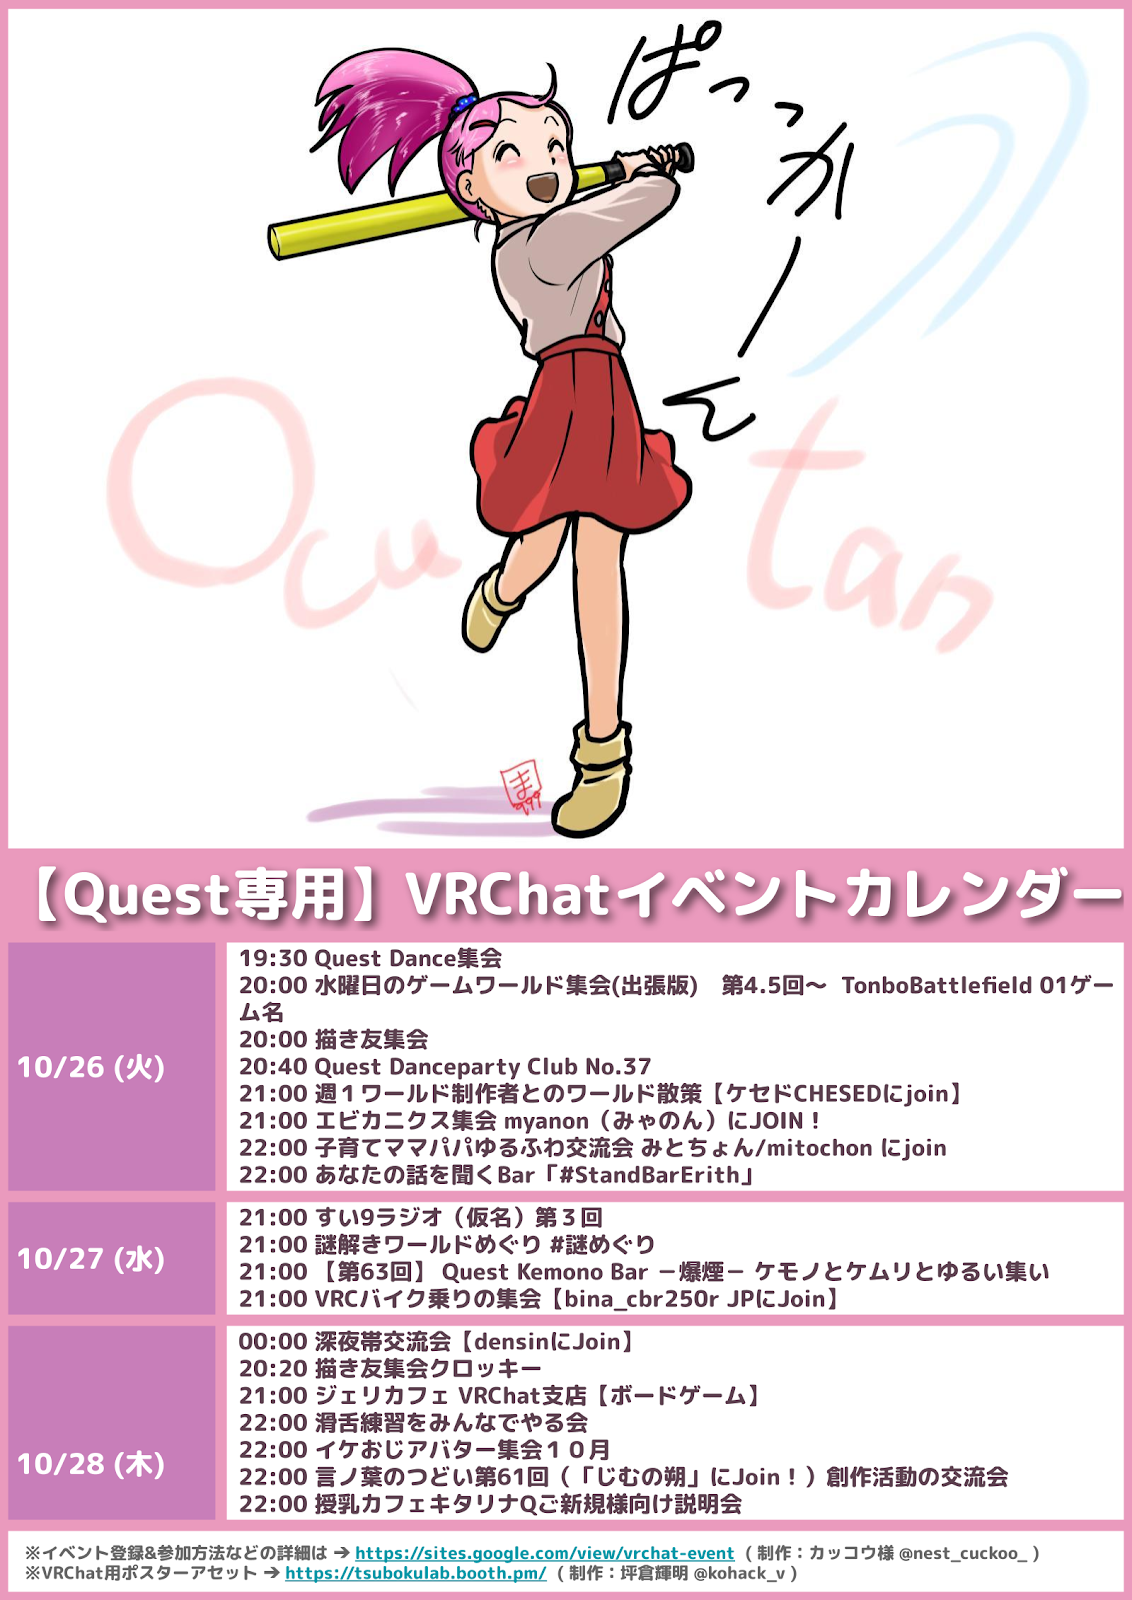 ぱっっかーん
Ocu tan
ま
999
【Quest専用】VRChatイベントカレンダー
10/26 (火)
19:30 Quest Dance集会
20:00 水曜日のゲームワールド集会(出張版)　第4.5回～ TonboBattlefield 01ゲー
ム名
20:00 描き友集会
20:40 Quest Danceparty Club No.37
21:00 週１ワールド制作者とのワールド散策【ケセドCHESEDにjoin】
21:00 エビカニクス集会 myanon（みゃのん）にJOIN！
22:00 子育てママパパゆるふわ交流会 みとちょん/mitochon にjoin
22:00 あなたの話を聞くBar「#StandBarErith」
10/27 (水)
21:00 すい9ラジオ（仮名）第３回
21:00 謎解きワールドめぐり #謎めぐり
21:00 【第63回】 Quest Kemono Bar －爆煙－ ケモノとケムリとゆるい集い
21:00 VRCバイク乗りの集会【bina_cbr250r JPにJoin】
10/28 (木)
00:00 深夜帯交流会【densinにJoin】
20:20 描き友集会クロッキー
21:00 ジェリカフェ VRChat支店【ボードゲーム】
22:00 滑舌練習をみんなでやる会
22:00 イケおじアバター集会１０月
22:00 言ノ葉のつどい第61回（「じむの朔」にJoin！）創作活動の交流会
22:00 授乳カフェキタリナQご新規様向け説明会
※イベント登録&参加方法などの詳細は ➔ https://sites.google.com/view/vrchat-event ( 制作：カッコウ様 @nest_cuckoo_ )
※VRChat用ポスターアセット ➔ https://tsubokulab.booth.pm/ ( 制作：坪倉輝明 @kohack_v )